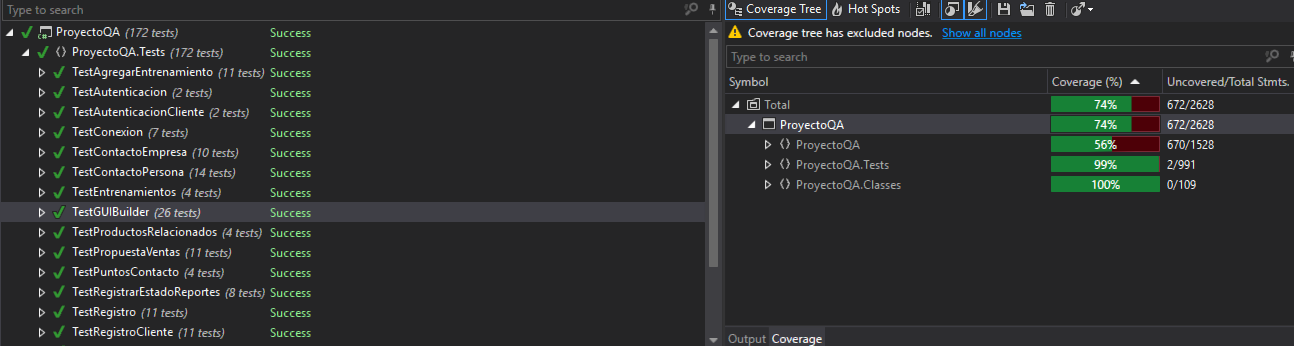 Type to search
ProyectoQA (172 tests) Success
ProyectoQA.Tests (172 tests) Success
TestAgregarEntrenamiento (11 tests) Success
TestAutenticacion (2 tests) Success
TestAutenticacionCliente (2 tests) Success
TestConexion (7 tests) Success
TestContactoEmpresa (10 tests) Success
TestContactoPersona (14 tests) Success
TestEntrenamientos (4 tests) Success
TestGUIBuilder (26 tests) Success
TestProductosRelacionados (4 tests) Success
TestPropuestaVentas (11 tests) Success
TestPuntosContacto (4 tests) Success
TestRegistrarEstadoReportes (8 tests) Success
TestRegistro (11 tests) Success
TestRegistroCliente (11 tests) Success
Coverage Tree Hot Spots
Coverage tree has excluded nodes. Show all nodes
Type to search
Symbol Coverage (%) Uncovered/Total Stmts.
Total 74% 672/2628
ProyectoQA 74% 672/2628
ProyectoQA 56% 670/1528
ProyectoQA.Tests 99% 2/991
ProyectoQA.Classes 100% 0/109
Output Coverage